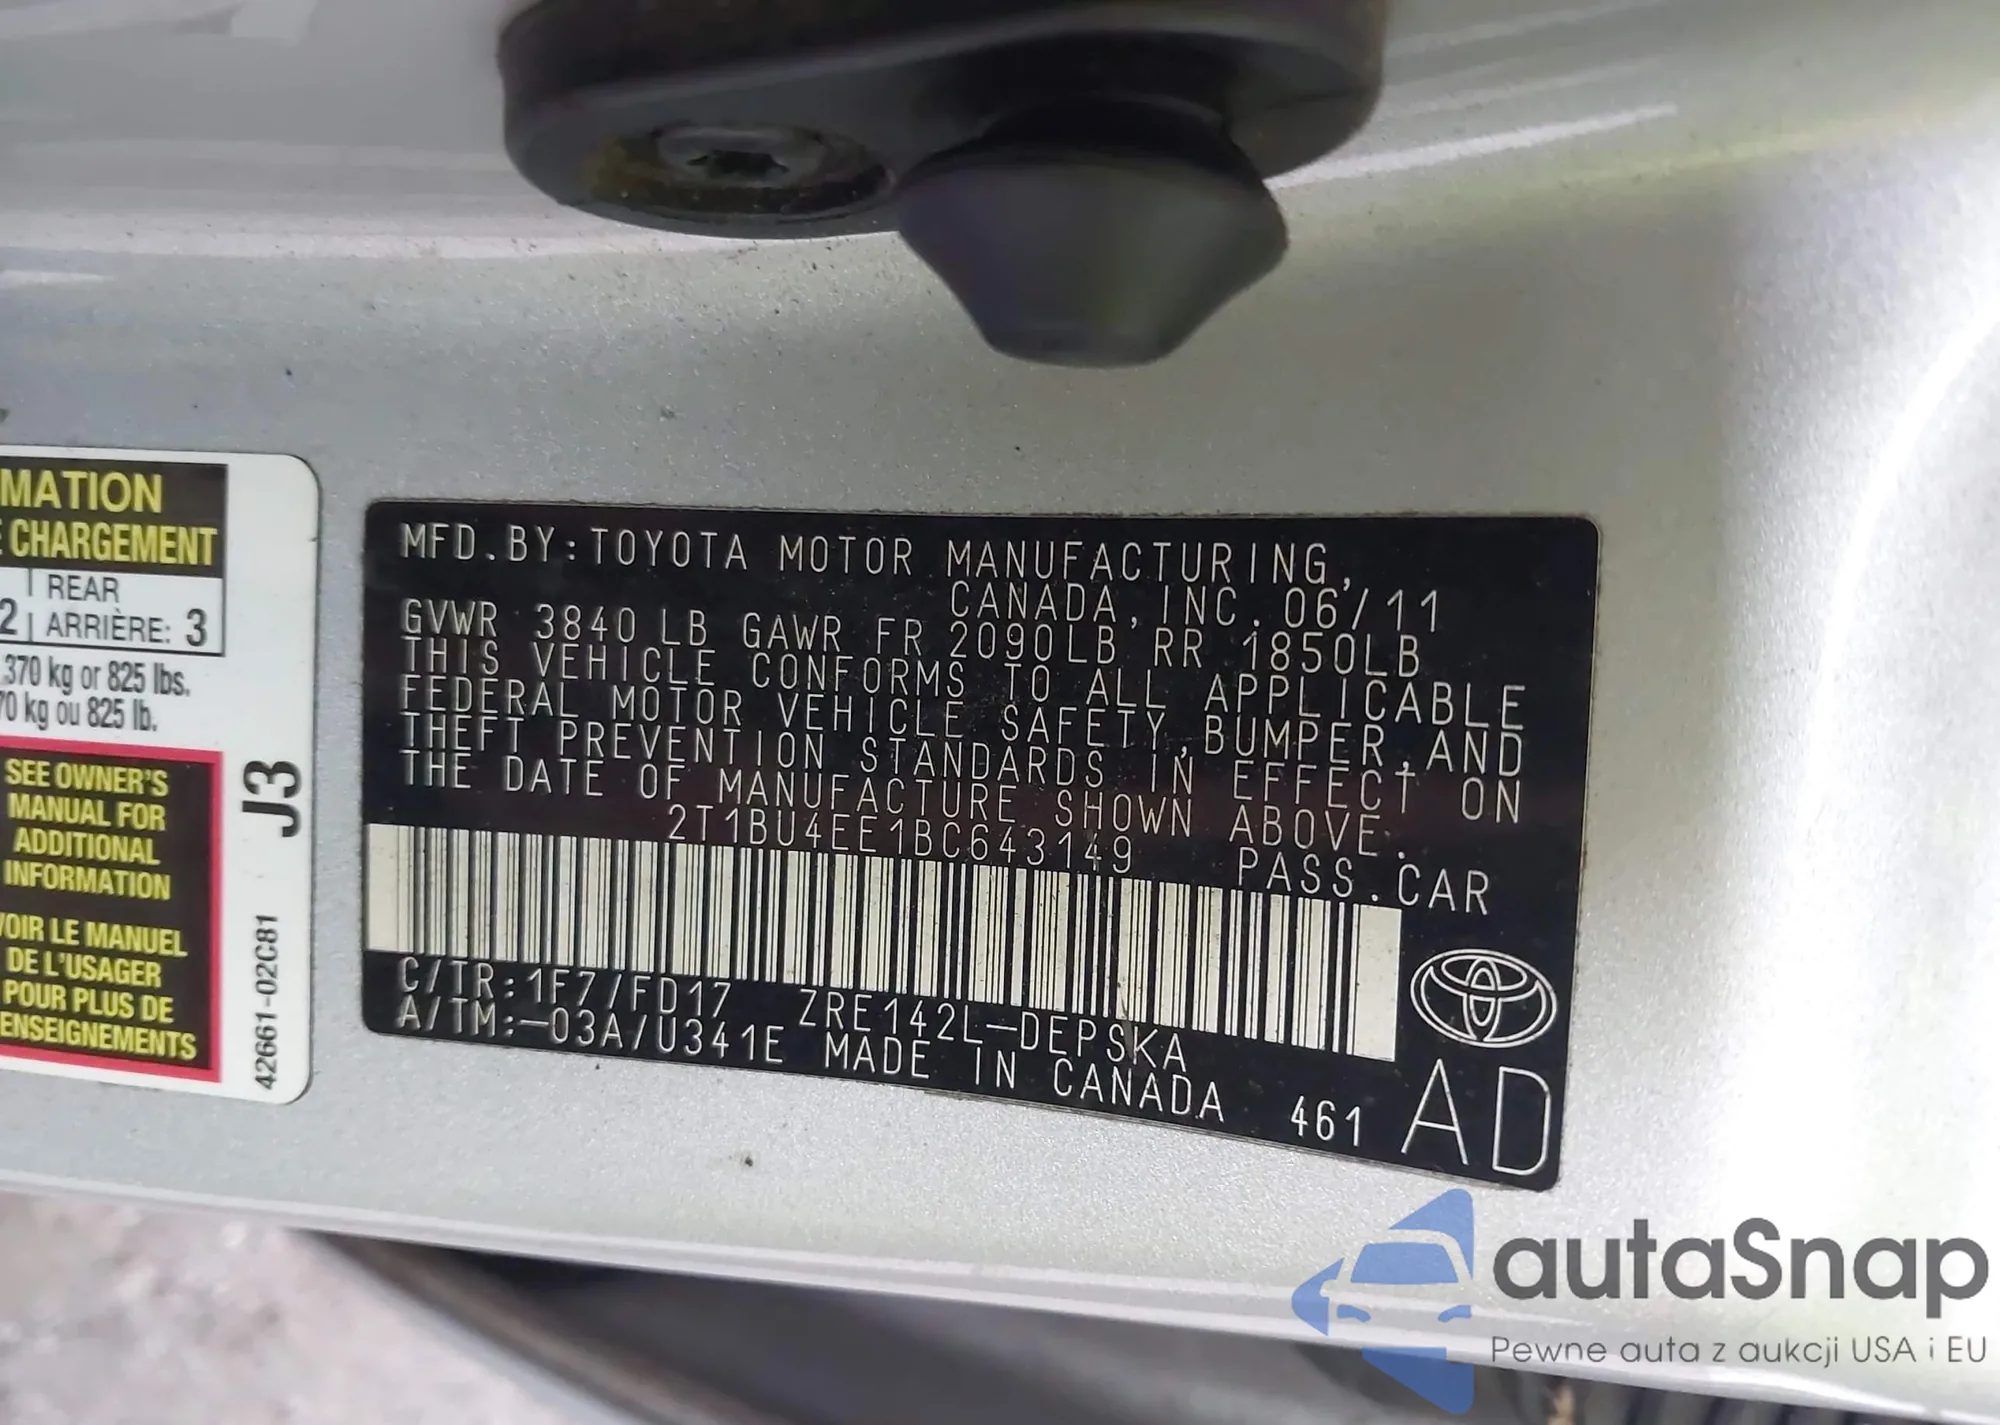 MATION
E CHARGEMENT
REAR
2 ARRIÈRE: 3
370 kg or 825 lbs.
70 kg ou 825 lb.
SEE OWNER'S
MANUAL FOR
ADDITIONAL
INFORMATION
VOIR LE MANUEL
DE L'USAGER
POUR PLUS DE
ENSEIGNEMENTS
J3
42661-02C81
MFD.BY:TOYOTA MOTOR MANUFACTURING,
CANADA, INC. 06/11
GVWR 3840 LB GAWR FR 2090LB RR 1850LB
THIS VEHICLE CONFORMS TO ALL APPLICABLE
FEDERAL MOTOR VEHICLE SAFETY,BUMPER,AND
THEFT PREVENTION STANDARDS IN EFFECT ON
THE DATE OF MANUFACTURE SHOWN ABOVE.
2T1BU4EE1BC643149 PASS.CAR
C/TR:1F7/FD17 ZRE142L-DEPSKA
A/TM:-03A/U341E MADE IN CANADA 461
AD
autaSnap
Pewne auta z aukcji USA i EU